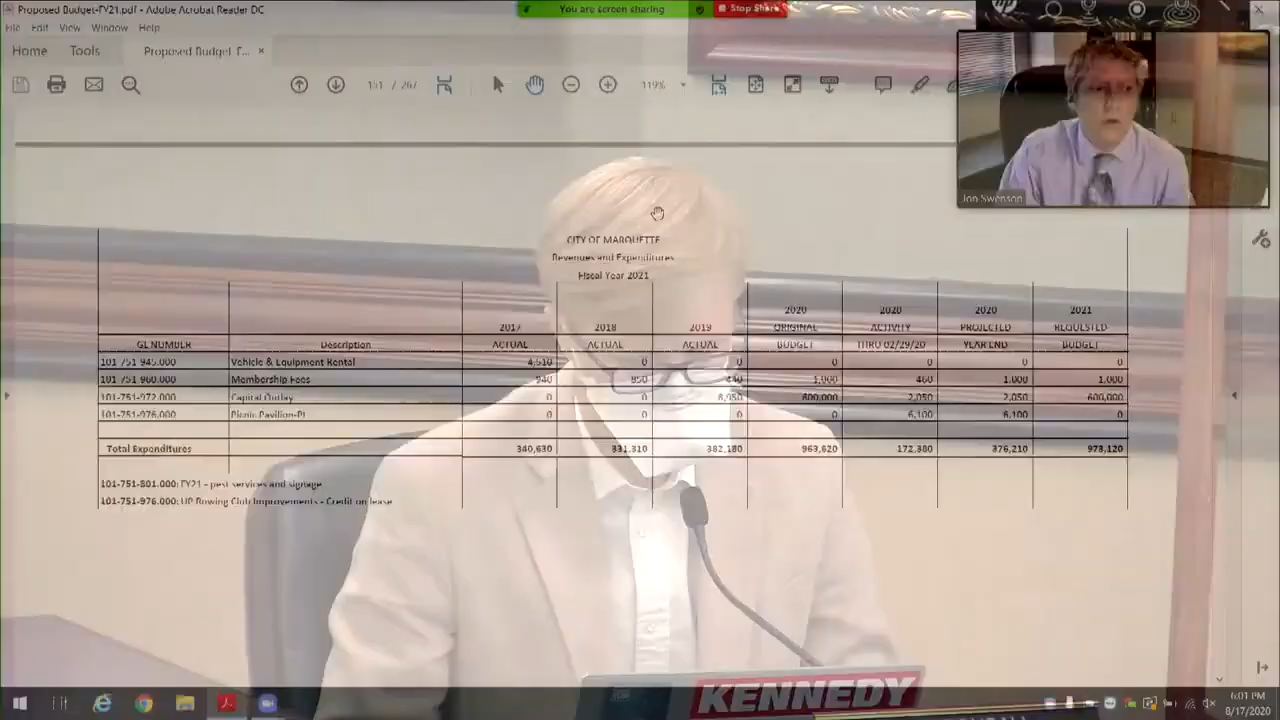 Proposed Budget-FY21.pdf - Adobe Acrobat Reader DC
You are screen sharing
Stop Share
File Edit View Window Help
Home Tools Proposed Budget-F... ×
151 / 267 119%
Jon Swenson
CITY OF MARQUETTE
Revenues and Expenditures
Fiscal Year 2021
2020 2020 2020 2021
2017 2018 2019 ORIGINAL ACTIVITY PROJECTED REQUESTED
GL NUMBER Description ACTUAL ACTUAL ACTUAL BUDGET THRU 02/29/20 YEAR END BUDGET
101-751-945.000 Vehicle & Equipment Rental 4,510 0 0 0 0 0 0
101-751-960.000 Membership Fees 940 850 440 1,000 460 1,000 1,000
101-751-972.000 Capital Outlay 0 0 8,950 600,000 2,050 2,050 600,000
101-751-976.000 Picnic Pavilion-PI 0 0 0 0 6,100 6,100 0
Total Expenditures 340,630 331,310 382,180 963,620 172,380 376,210 978,120
101-751-801.000: FY21 - pest services and signage
101-751-976.000: UP Rowing Club Improvements - Credit on lease
KENNEDY
6:01 PM
8/17/2020